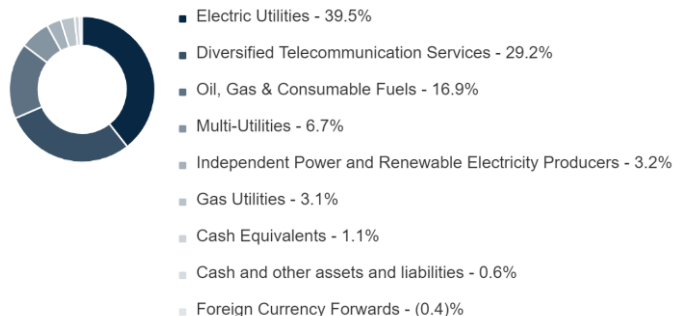 Electric Utilities - 39.5%
Diversified Telecommunication Services - 29.2%
Oil, Gas & Consumable Fuels - 16.9%
Multi-Utilities - 6.7%
Independent Power and Renewable Electricity Producers - 3.2%
Gas Utilities - 3.1%
Cash Equivalents - 1.1%
Cash and other assets and liabilities - 0.6%
Foreign Currency Forwards - (0.4)%